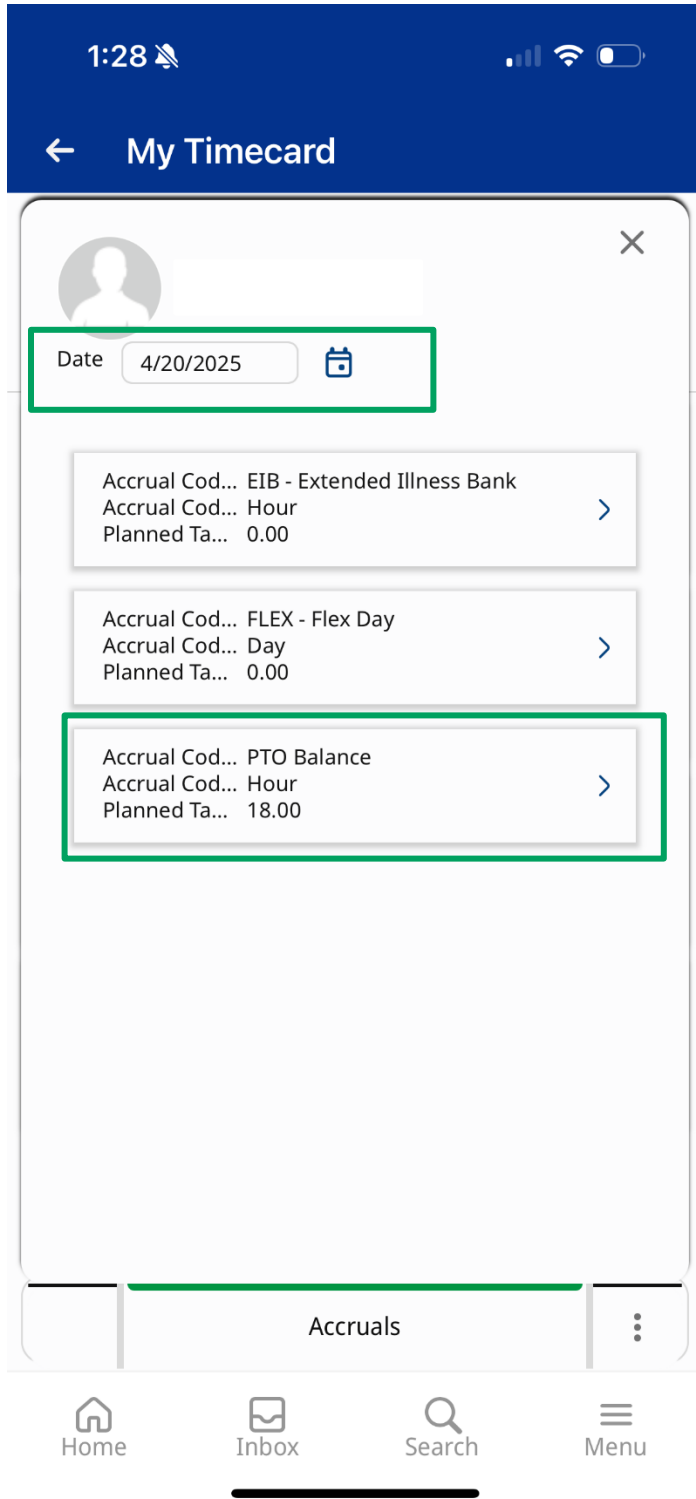 1:28
My Timecard
Date 4/20/2025
Accrual Cod... EIB - Extended Illness Bank
Accrual Cod... Hour
Planned Ta... 0.00
Accrual Cod... FLEX - Flex Day
Accrual Cod... Day
Planned Ta... 0.00
Accrual Cod... PTO Balance
Accrual Cod... Hour
Planned Ta... 18.00
Accruals
Home Inbox Search Menu